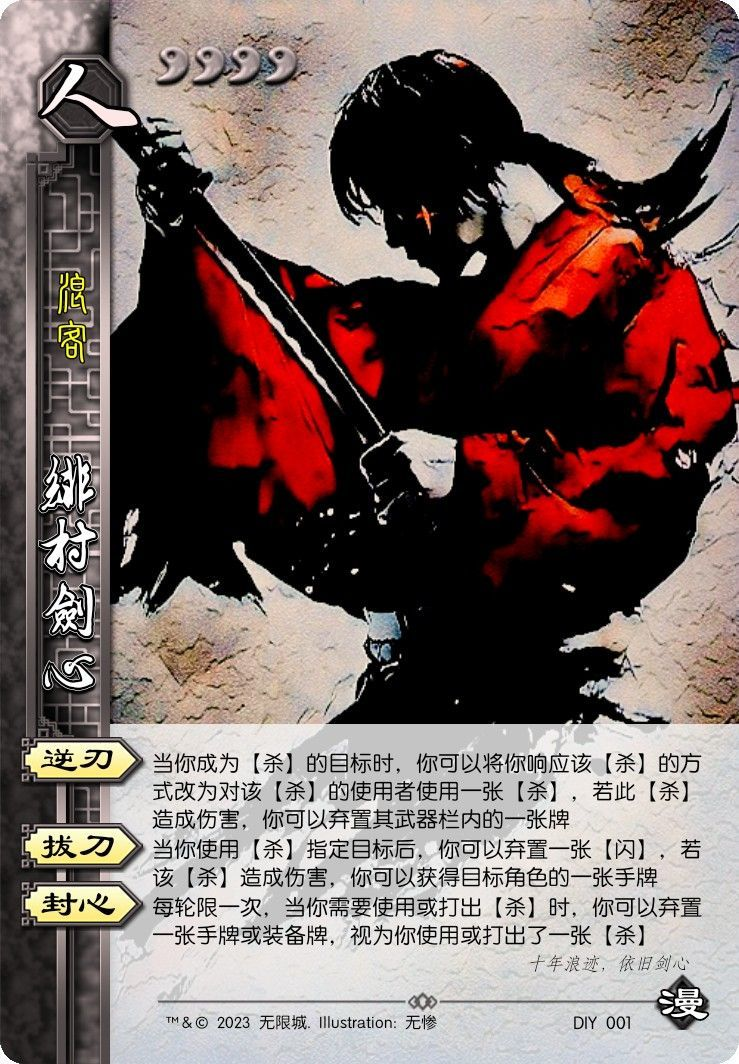 人
浪客
緋村劍心
逆刃
当你成为【杀】的目标时，你可以将你响应该【杀】的方
式改为对该【杀】的使用者使用一张【杀】，若此【杀】
造成伤害，你可以弃置其武器栏内的一张牌
拔刀
当你使用【杀】指定目标后，你可以弃置一张【闪】，若
该【杀】造成伤害，你可以获得目标角色的一张手牌
封心
每轮限一次，当你需要使用或打出【杀】时，你可以弃置
一张手牌或装备牌，视为你使用或打出了一张【杀】
十年浪迹，依旧剑心
漫
™&© 2023 无限城. Illustration: 无惨
DIY 001